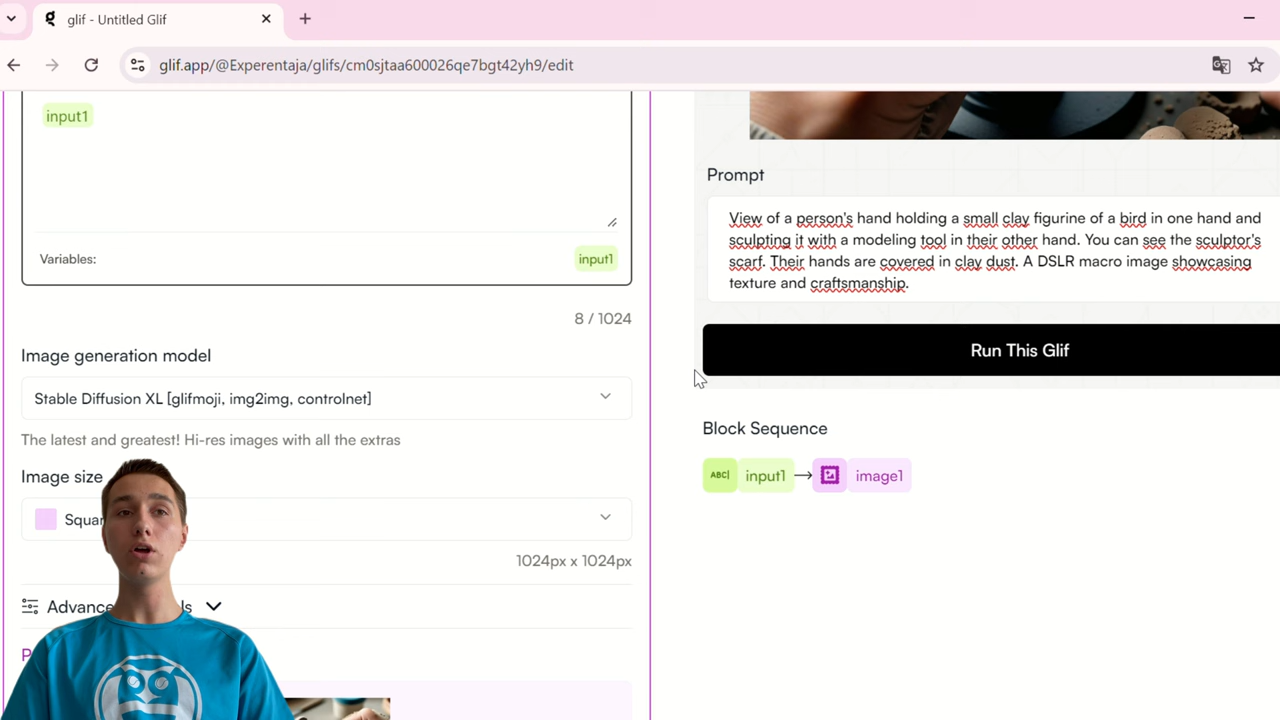 glif - Untitled Glif
glif.app/@Experentaja/glifs/cm0sjtaa600026qe7bgt42yh9/edit
input1
Variables:
input1
8 / 1024
Image generation model
Stable Diffusion XL [glifmoji, img2img, controlnet]
The latest and greatest! Hi-res images with all the extras
Image size
1024px x 1024px
Prompt
View of a person's hand holding a small clay figurine of a bird in one hand and
sculpting it with a modeling tool in their other hand. You can see the sculptor's
scarf. Their hands are covered in clay dust. A DSLR macro image showcasing
texture and craftsmanship.
Run This Glif
Block Sequence
ABC| input1 → image1